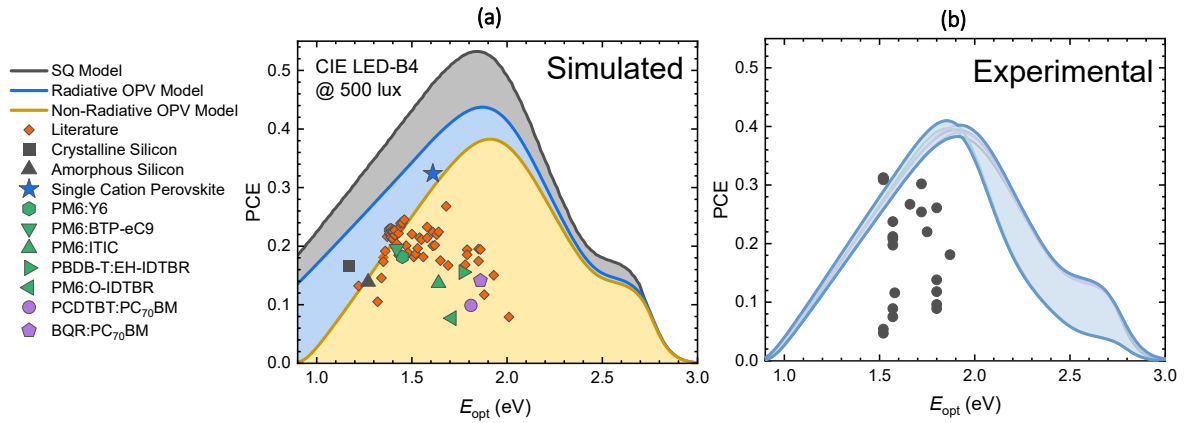 (a)
(b)
SQ Model
Radiative OPV Model
Non-Radiative OPV Model
Literature
Crystalline Silicon
Amorphous Silicon
Single Cation Perovskite
PM6:Y6
PM6:BTP-eC9
PM6:ITIC
PBDB-T:EH-IDTBR
PM6:O-IDTBR
PCDTBT:PC₇₀BM
BQR:PC₇₀BM
CIE LED-B4
@ 500 lux
Simulated
PCE
0.5
0.4
0.3
0.2
0.1
0.0
1.0 1.5 2.0 2.5 3.0
E_opt (eV)
Experimental
PCE
0.5
0.4
0.3
0.2
0.1
0.0
1.0 1.5 2.0 2.5 3.0
E_opt (eV)